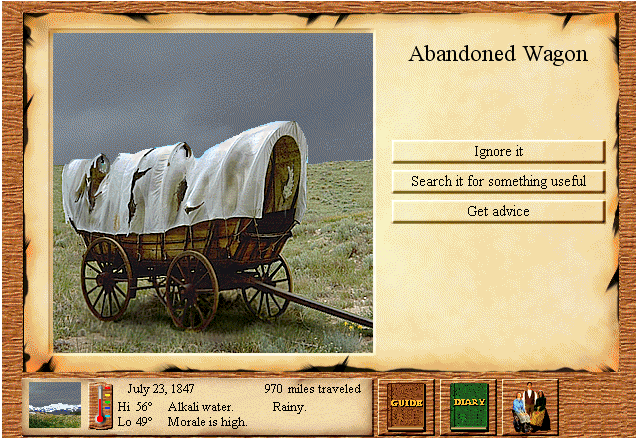 Abandoned Wagon
Ignore it
Search it for something useful
Get advice
July 23, 1847 970 miles traveled
Hi 56° Alkali water. Rainy.
Lo 49° Morale is high.
GUIDE
DIARY